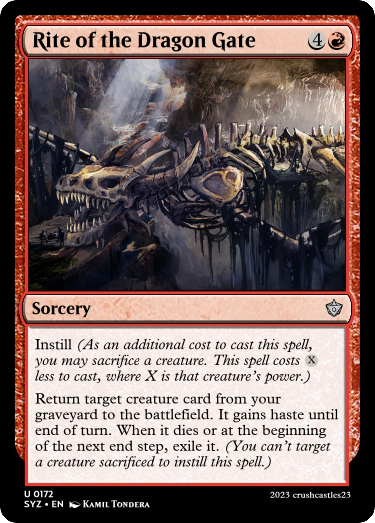 Rite of the Dragon Gate 4
Sorcery
Instill (As an additional cost to cast this spell,
you may sacrifice a creature. This spell costs X
less to cast, where X is that creature's power.)
Return target creature card from your
graveyard to the battlefield. It gains haste until
end of turn. When it dies or at the beginning
of the next end step, exile it. (You can't target
a creature sacrificed to instill this spell.)
U 0172
SYZ • EN Kamil Tondera
2023 crushcastles23